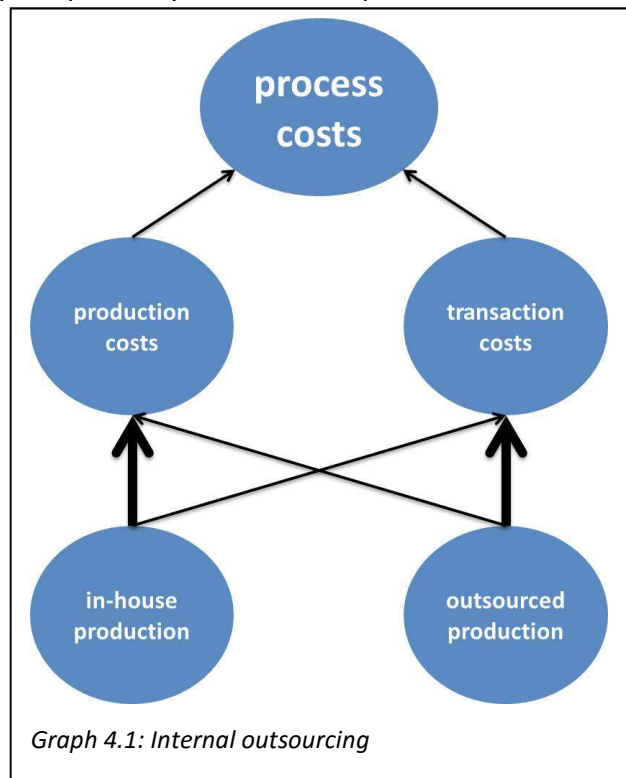 process
costs
production
costs
transaction
costs
in-house
production
outsourced
production
Graph 4.1: Internal outsourcing